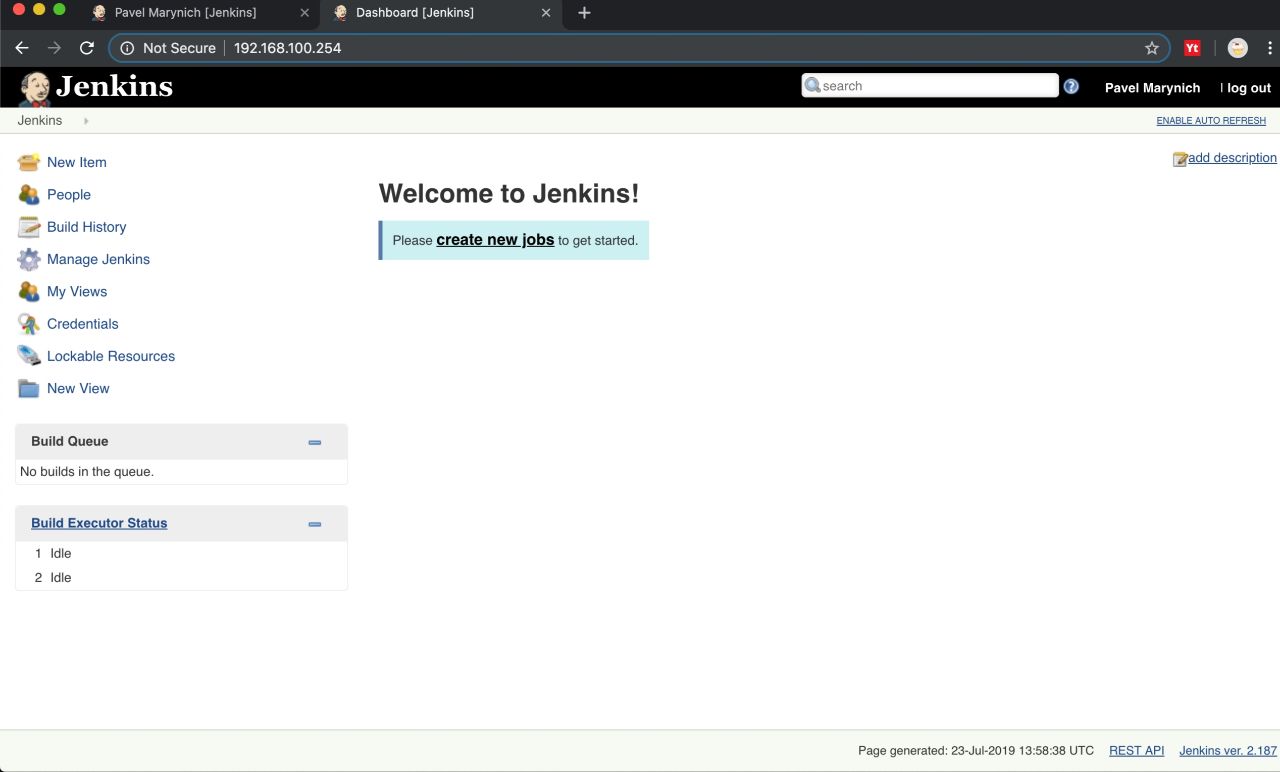 Pavel Marynich [Jenkins]
Dashboard [Jenkins]
Not Secure 192.168.100.254
Yt
Jenkins
search
Pavel Marynich
| log out
Jenkins
ENABLE AUTO REFRESH
New Item
People
Build History
Manage Jenkins
My Views
Credentials
Lockable Resources
New View
Build Queue
No builds in the queue.
Build Executor Status
1 Idle
2 Idle
add description
Welcome to Jenkins!
Please create new jobs to get started.
Page generated: 23-Jul-2019 13:58:38 UTC REST API Jenkins ver. 2.187